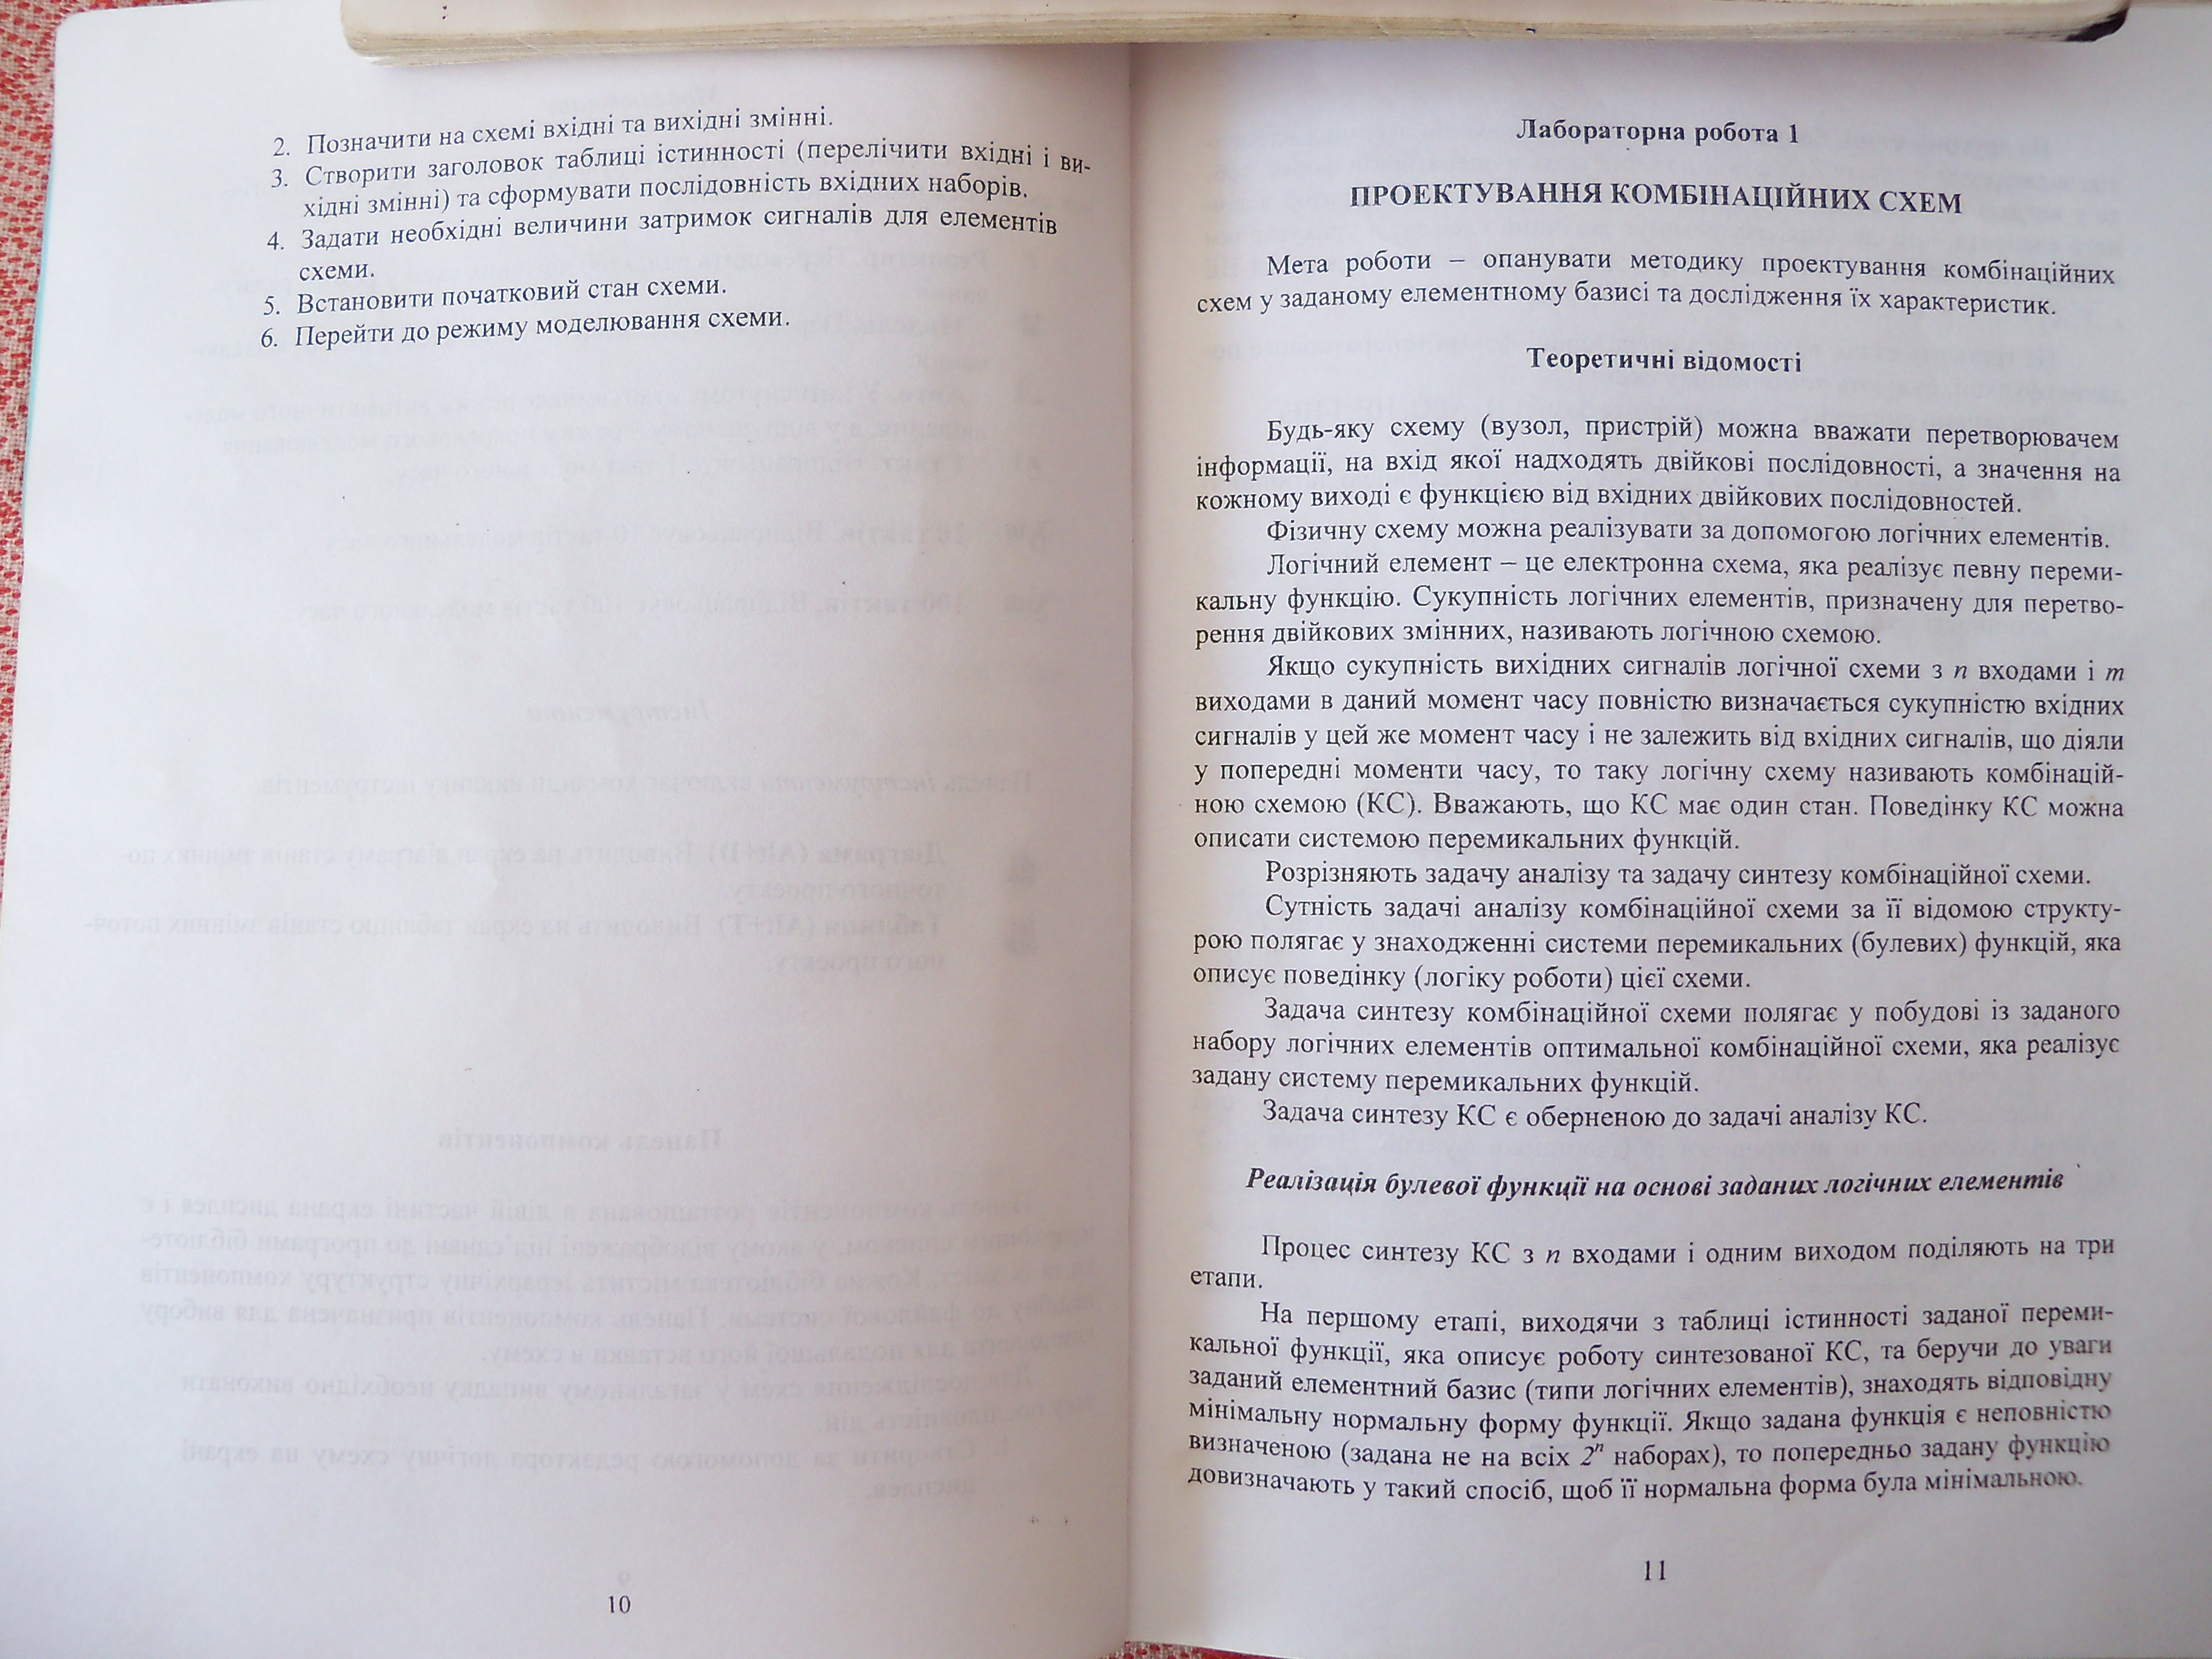 2. Позначити на схемі вхідні та вихідні змінні.
3. Створити заголовок таблиці істинності (перелічити вхідні і ви-
хідні змінні) та сформувати послідовність вхідних наборів.
4. Задати необхідні величини затримок сигналів для елементів
схеми.
5. Встановити початковий стан схеми.
6. Перейти до режиму моделювання схеми.
10
Лабораторна робота 1
ПРОЕКТУВАННЯ КОМБІНАЦІЙНИХ СХЕМ
Мета роботи – опанувати методику проектування комбінаційних
схем у заданому елементному базисі та дослідження їх характеристик.
Теоретичні відомості
Будь-яку схему (вузол, пристрій) можна вважати перетворювачем
інформації, на вхід якої надходять двійкові послідовності, а значення на
кожному виході є функцією від вхідних двійкових послідовностей.
Фізичну схему можна реалізувати за допомогою логічних елементів.
Логічний елемент – це електронна схема, яка реалізує певну переми-
кальну функцію. Сукупність логічних елементів, призначену для перетво-
рення двійкових змінних, називають логічною схемою.
Якщо сукупність вихідних сигналів логічної схеми з n входами і m
виходами в даний момент часу повністю визначається сукупністю вхідних
сигналів у цей же момент часу і не залежить від вхідних сигналів, що діяли
у попередні моменти часу, то таку логічну схему називають комбінацій-
ною схемою (КС). Вважають, що КС має один стан. Поведінку КС можна
описати системою перемикальних функцій.
Розрізняють задачу аналізу та задачу синтезу комбінаційної схеми.
Сутність задачі аналізу комбінаційної схеми за її відомою структу-
рою полягає у знаходженні системи перемикальних (булевих) функцій, яка
описує поведінку (логіку роботи) цієї схеми.
Задача синтезу комбінаційної схеми полягає у побудові із заданого
набору логічних елементів оптимальної комбінаційної схеми, яка реалізує
задану систему перемикальних функцій.
Задача синтезу КС є оберненою до задачі аналізу КС.
Реалізація булевої функції на основі заданих логічних елементів
Процес синтезу КС з n входами і одним виходом поділяють на три
етапи.
На першому етапі, виходячи з таблиці істинності заданої переми-
кальної функції, яка описує роботу синтезованої КС, та беручи до уваги
заданий елементний базис (типи логічних елементів), знаходять відповідну
мінімальну нормальну форму функції. Якщо задана функція є неповністю
визначеною (задана не на всіх 2ⁿ наборах), то попередньо задану функцію
довизначають у такий спосіб, щоб її нормальна форма була мінімальною.
11